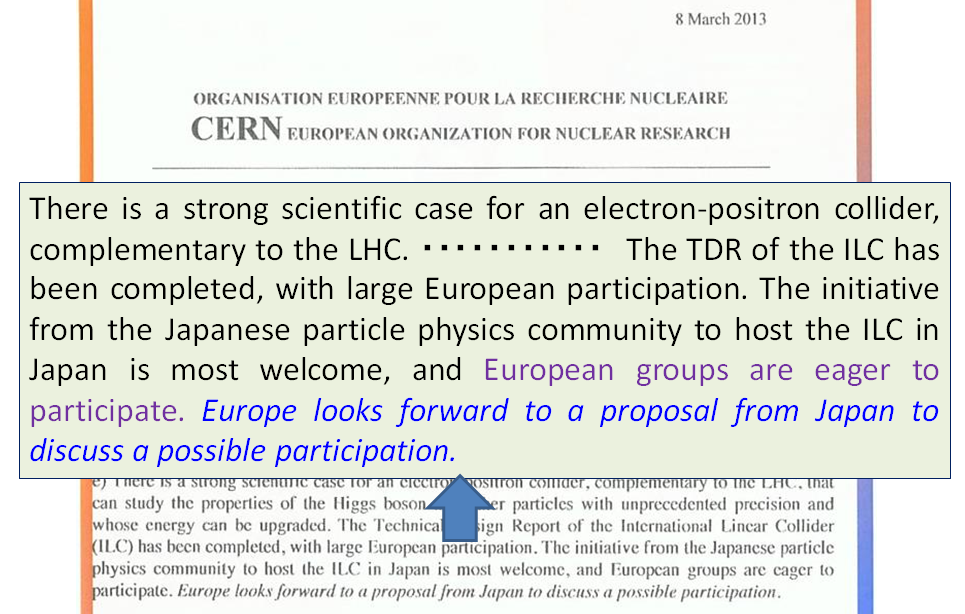 8 March 2013
ORGANISATION EUROPEENNE POUR LA RECHERCHE NUCLEAIRE
CERN EUROPEAN ORGANIZATION FOR NUCLEAR RESEARCH
There is a strong scientific case for an electron-positron collider,
complementary to the LHC. ･･･････････ The TDR of the ILC has
been completed, with large European participation. The initiative
from the Japanese particle physics community to host the ILC in
Japan is most welcome, and European groups are eager to
participate. Europe looks forward to a proposal from Japan to
discuss a possible participation.
e) There is a strong scientific case for an electron-positron collider, complementary to the LHC, that
can study the properties of the Higgs boson er particles with unprecedented precision and
whose energy can be upgraded. The Technical sign Report of the International Linear Collider
(ILC) has been completed, with large European participation. The initiative from the Japanese particle
physics community to host the ILC in Japan is most welcome, and European groups are eager to
participate. Europe looks forward to a proposal from Japan to discuss a possible participation.